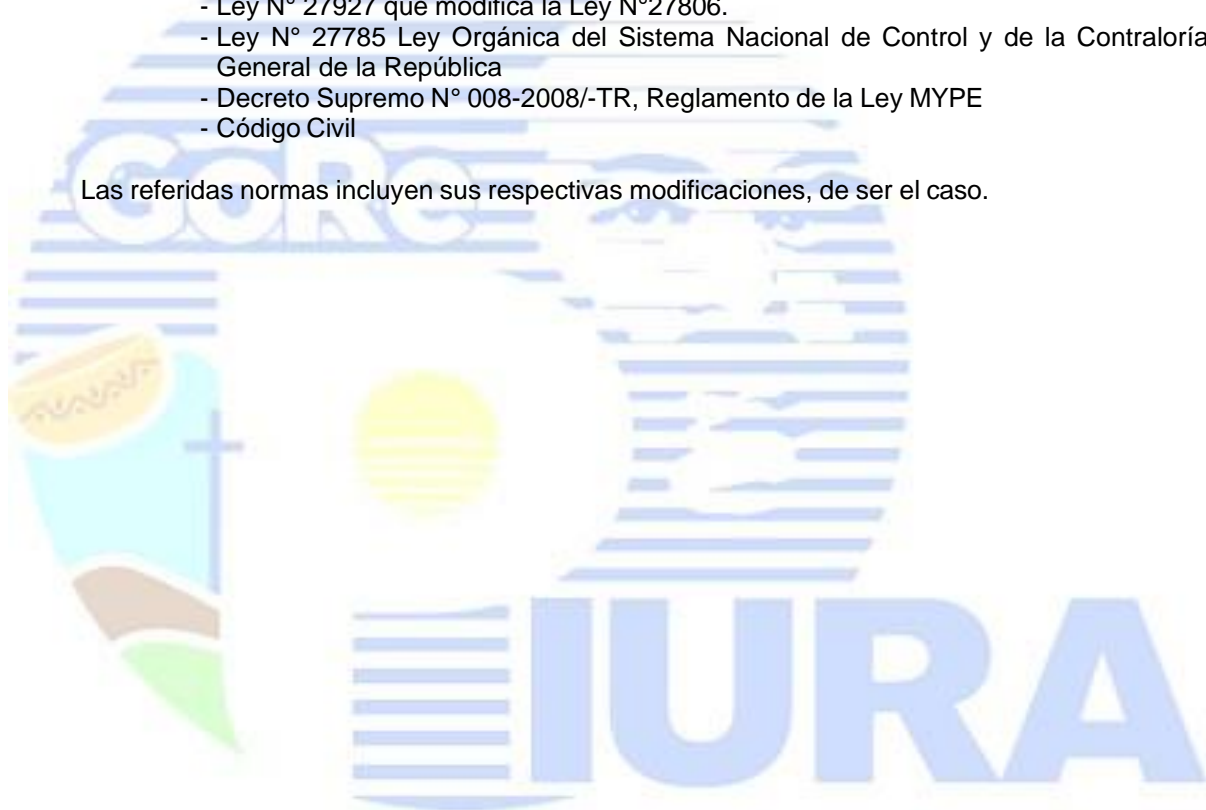 - Ley N° 27927 que modifica la Ley N°27806.
- Ley N° 27785 Ley Orgánica del Sistema Nacional de Control y de la Contraloría
General de la República
- Decreto Supremo N° 008-2008/-TR, Reglamento de la Ley MYPE
- Código Civil
GoRe
Las referidas normas incluyen sus respectivas modificaciones, de ser el caso.
PIURA